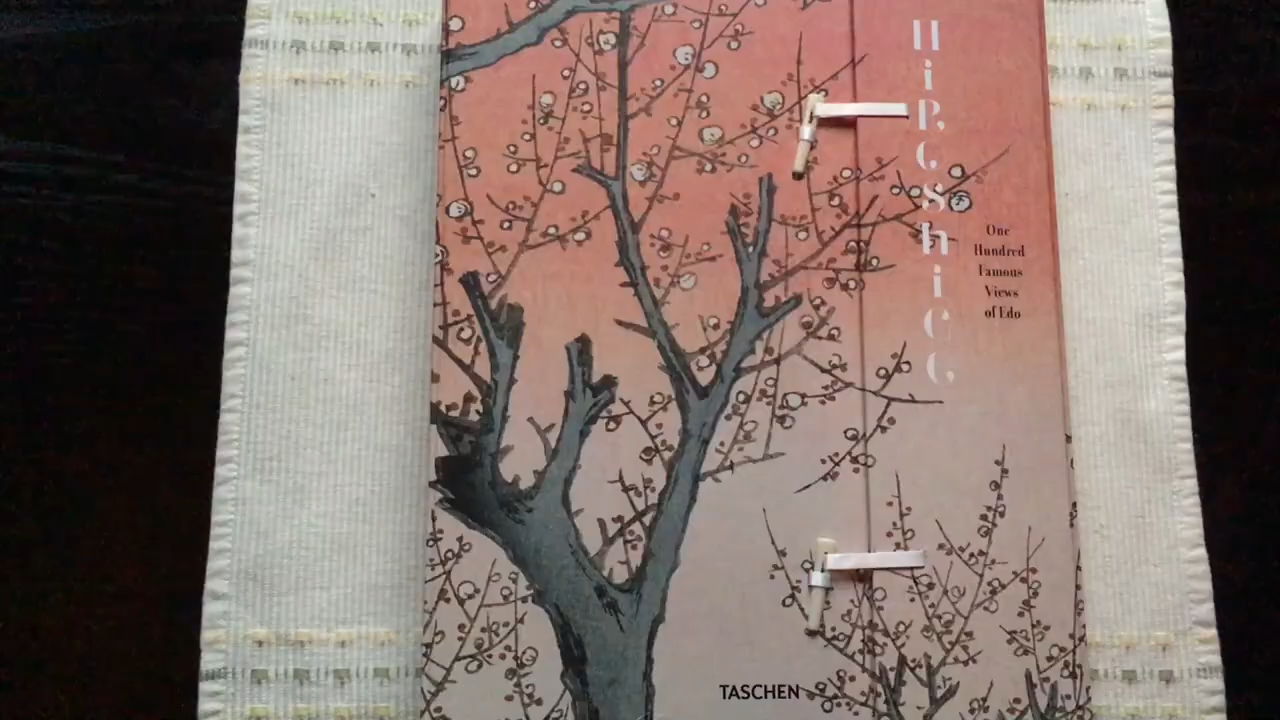 Hiroshige
One
Hundred
Famous
Views
of Edo
TASCHEN